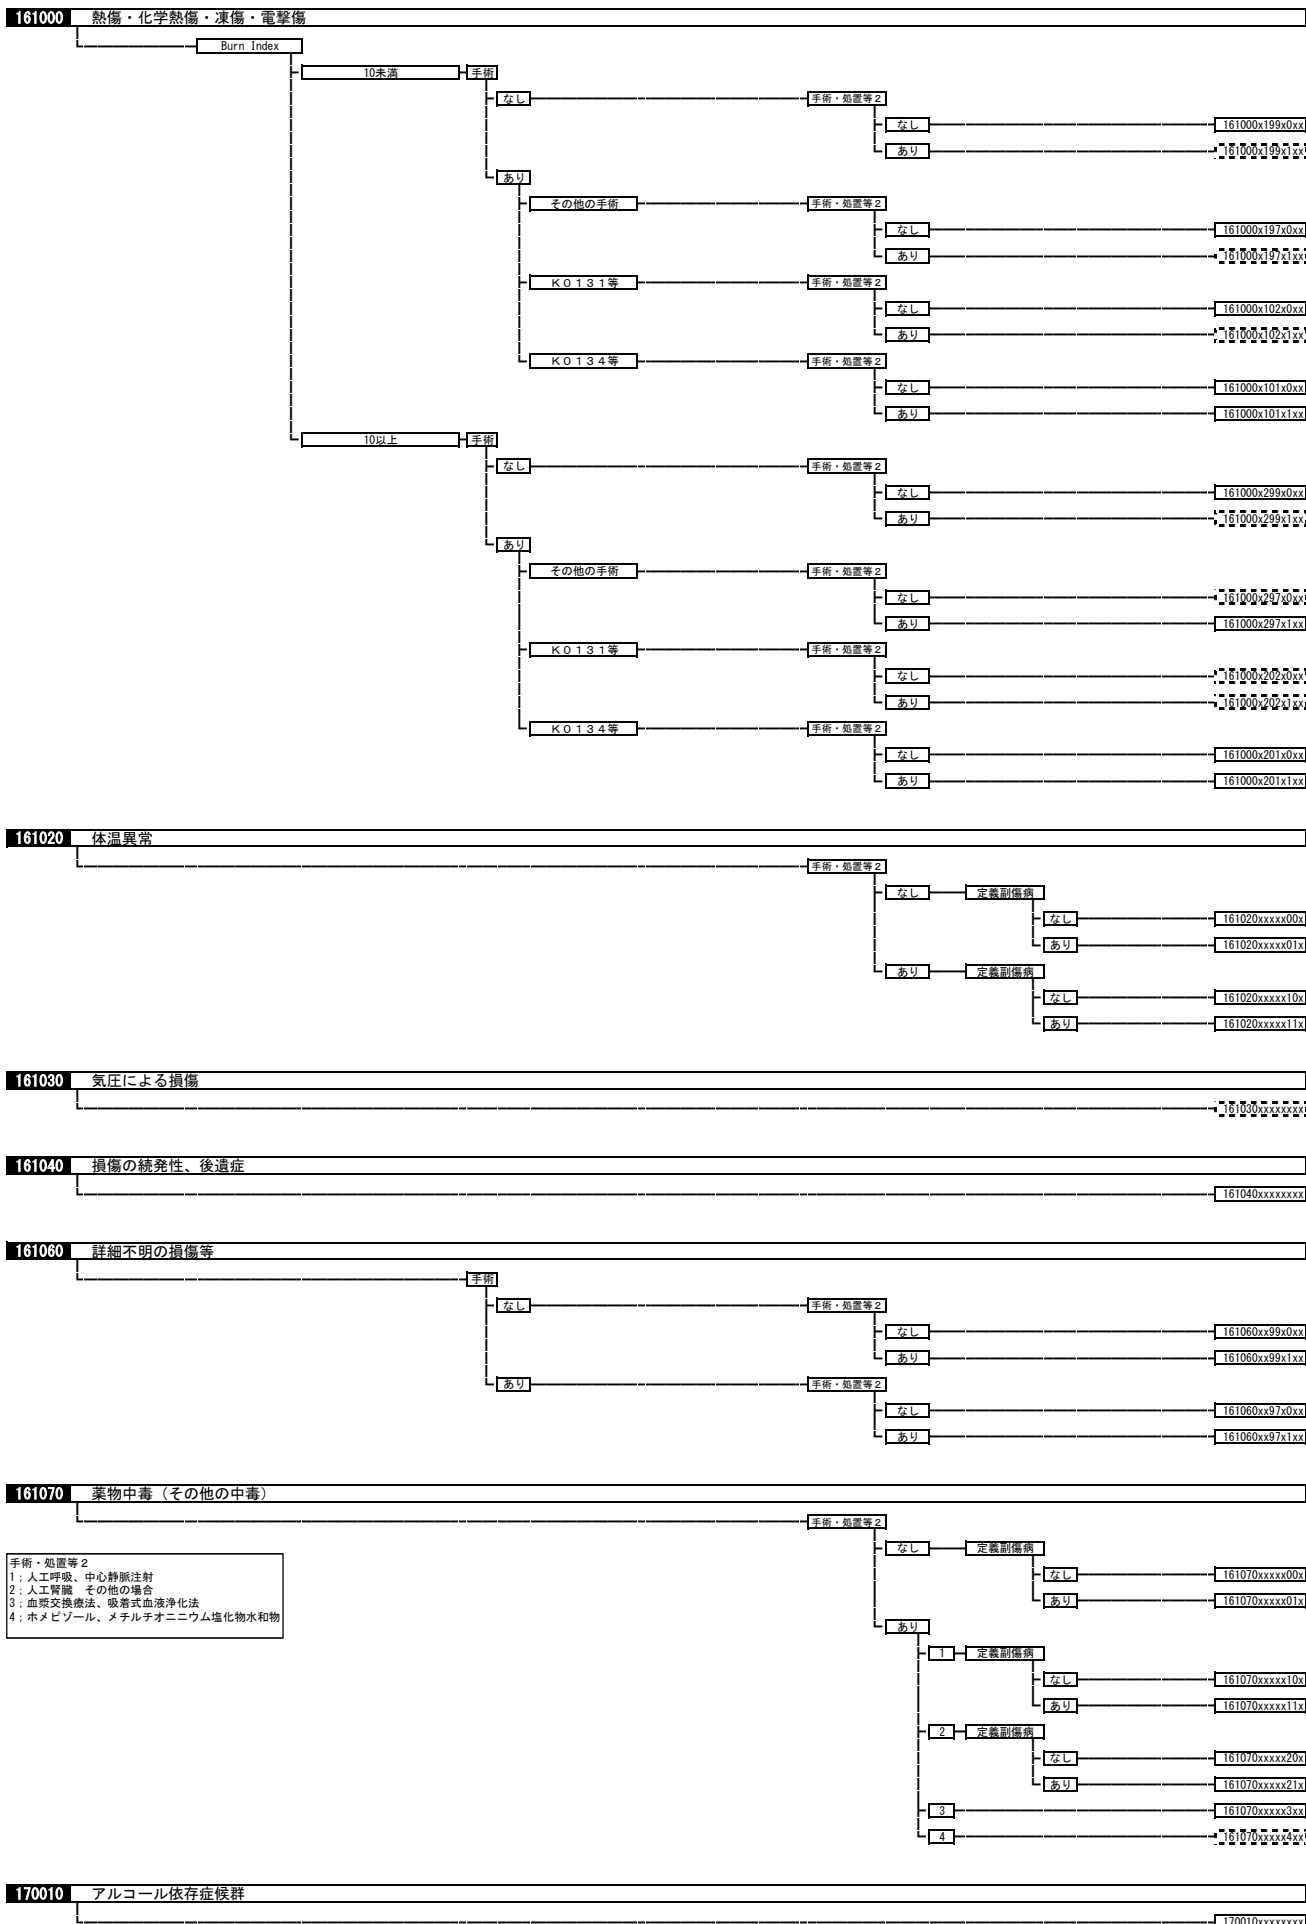 161000 熱傷・化学熱傷・凍傷・電撃傷
Burn Index
10未満 手術
なし 手術・処置等２
なし 161000x199x0xx
あり 161000x199x1xx
あり
その他の手術 手術・処置等２
なし 161000x197x0xx
あり 161000x197x1xx
Ｋ０１３１等 手術・処置等２
なし 161000x102x0xx
あり 161000x102x1xx
Ｋ０１３４等 手術・処置等２
なし 161000x101x0xx
あり 161000x101x1xx
10以上 手術
なし 手術・処置等２
なし 161000x299x0xx
あり 161000x299x1xx
あり
その他の手術 手術・処置等２
なし 161000x297x0xx
あり 161000x297x1xx
Ｋ０１３１等 手術・処置等２
なし 161000x202x0xx
あり 161000x202x1xx
Ｋ０１３４等 手術・処置等２
なし 161000x201x0xx
あり 161000x201x1xx
161020 体温異常
手術・処置等２
なし 定義副傷病
なし 161020xxxxx00x
あり 161020xxxxx01x
あり 定義副傷病
なし 161020xxxxx10x
あり 161020xxxxx11x
161030 気圧による損傷
161030xxxxxxxx
161040 損傷の続発性、後遺症
161040xxxxxxxx
161060 詳細不明の損傷等
手術
なし 手術・処置等２
なし 161060xx99x0xx
あり 161060xx99x1xx
あり 手術・処置等２
なし 161060xx97x0xx
あり 161060xx97x1xx
161070 薬物中毒（その他の中毒）
手術・処置等２
なし 定義副傷病
手術・処置等２
1；人工呼吸、中心静脈注射
2；人工腎臓　その他の場合
3；血漿交換療法、吸着式血液浄化法
4；ホメピゾール、メチルチオニニウム塩化物水和物
なし 161070xxxxx00x
あり 161070xxxxx01x
あり
1 定義副傷病
なし 161070xxxxx10x
あり 161070xxxxx11x
2 定義副傷病
なし 161070xxxxx20x
あり 161070xxxxx21x
3 161070xxxxx3xx
4 161070xxxxx4xx
170010 アルコール依存症候群
170010xxxxxxxx